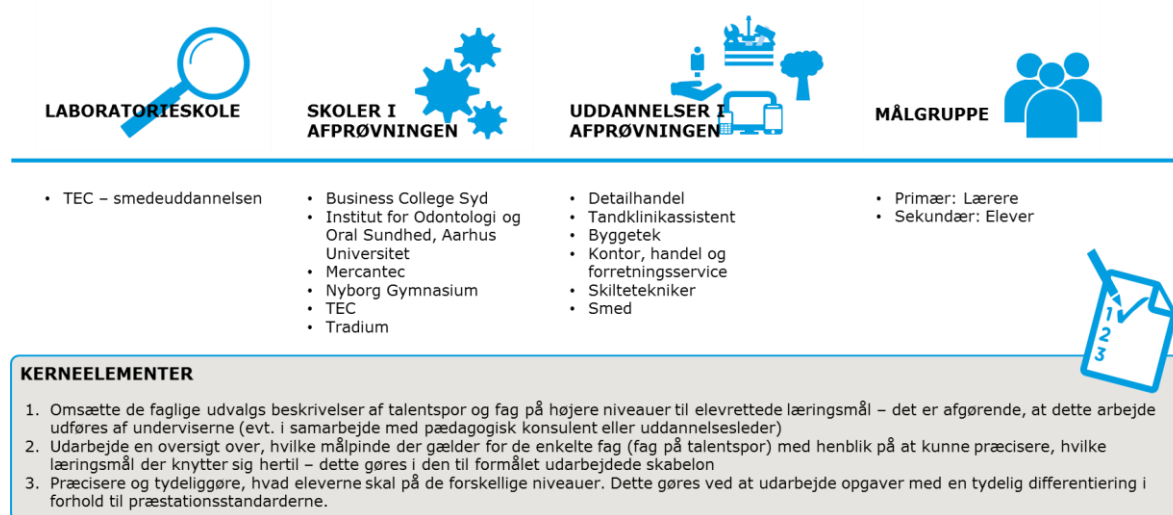 LABORATORIESKOLE
SKOLER I
AFPRØVNINGEN
UDDANNELSER I
AFPRØVNINGEN
MÅLGRUPPE
• TEC – smedeuddannelsen
• Business College Syd
• Institut for Odontologi og
Oral Sundhed, Aarhus
Universitet
• Mercantec
• Nyborg Gymnasium
• TEC
• Tradium
• Detailhandel
• Tandklinikassistent
• Byggetek
• Kontor, handel og
forretningsservice
• Skiltetekniker
• Smed
• Primær: Lærere
• Sekundær: Elever
1
2
3
KERNEELEMENTER
1. Omsætte de faglige udvalgs beskrivelser af talentspor og fag på højere niveauer til elevrettede læringsmål – det er afgørende, at dette arbejde
udføres af underviserne (evt. i samarbejde med pædagogisk konsulent eller uddannelsesleder)
2. Udarbejde en oversigt over, hvilke målpinde der gælder for de enkelte fag (fag på talentspor) med henblik på at kunne præcisere, hvilke
læringsmål der knytter sig hertil – dette gøres i den til formålet udarbejdede skabelon
3. Præcisere og tydeliggøre, hvad eleverne skal på de forskellige niveauer. Dette gøres ved at udarbejde opgaver med en tydelig differentiering i
forhold til præstationsstandarderne.